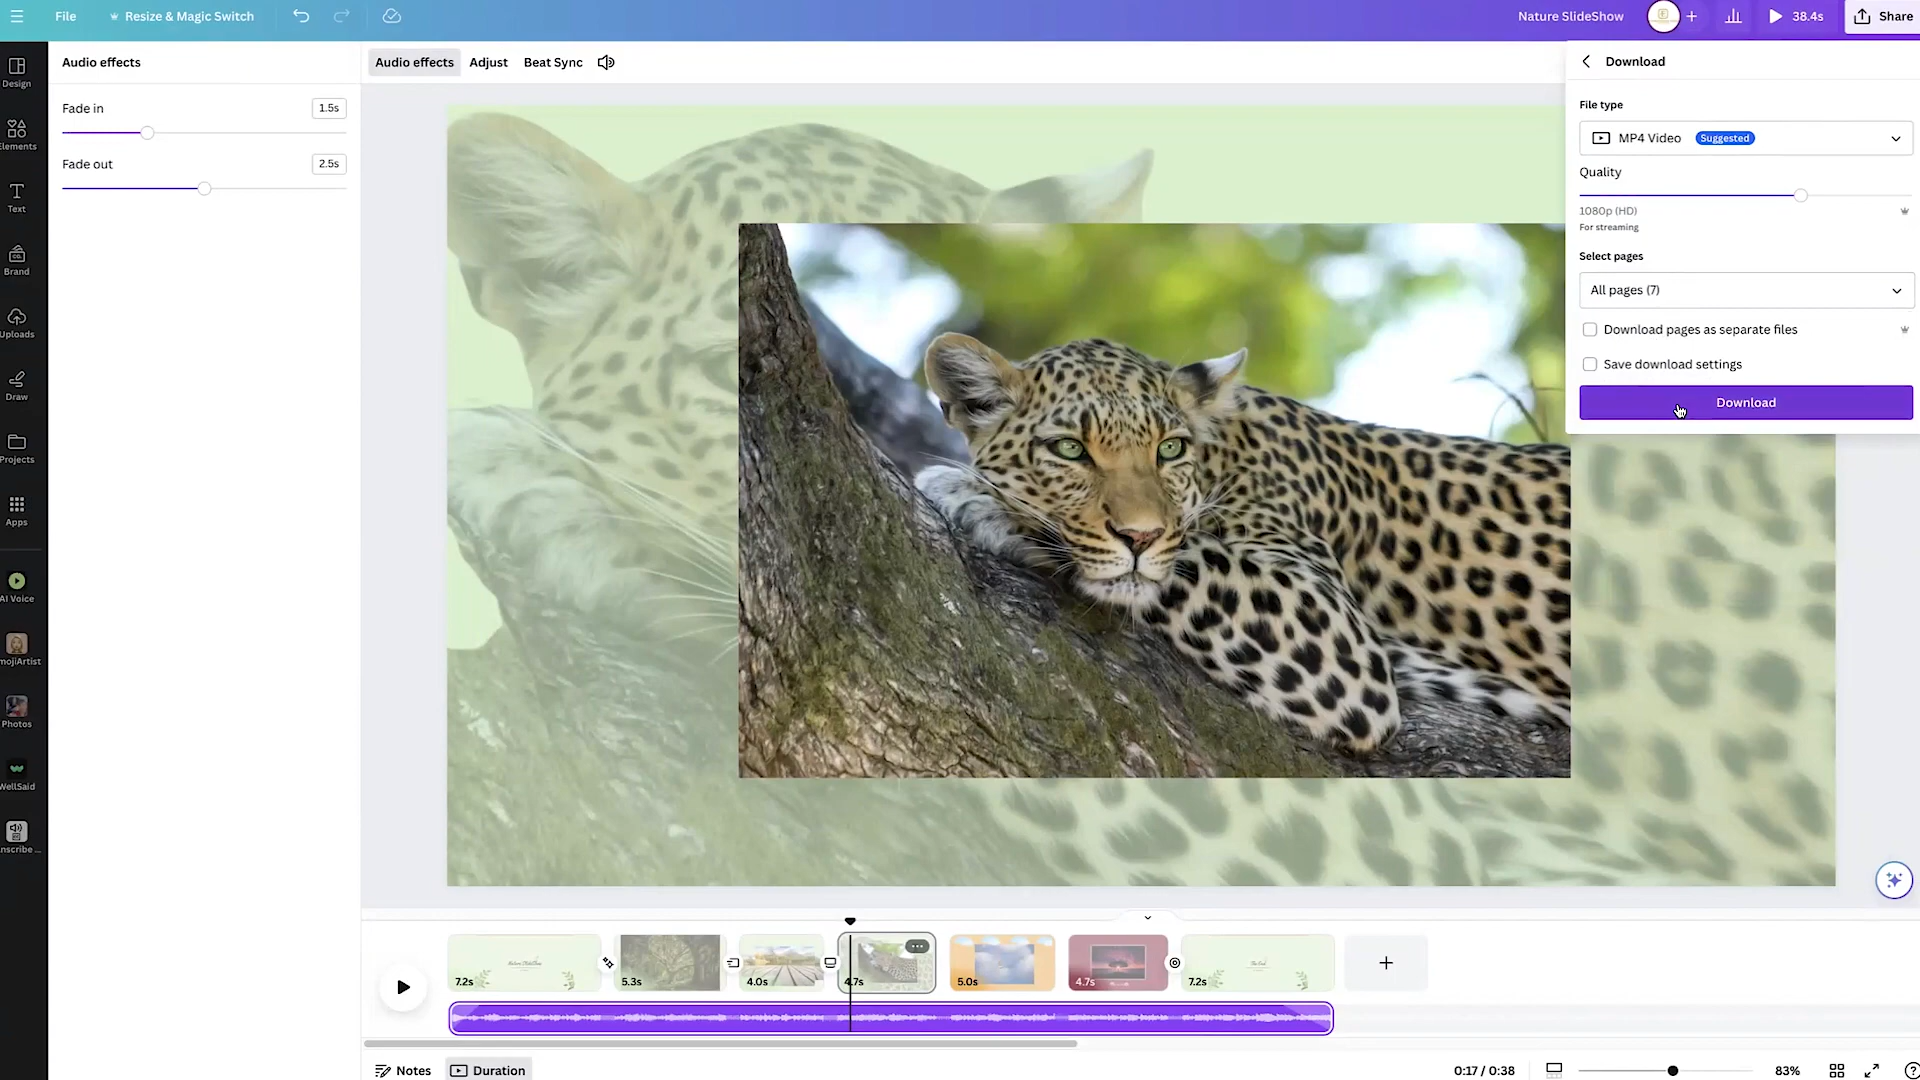 File
Resize & Magic Switch
Nature SlideShow
38.4s
Share
Design
Elements
Text
Brand
Uploads
Draw
Projects
Apps
AI Voice
mojiArtist
Photos
WellSaid
nscribe ...
Audio effects
Fade in
1.5s
Fade out
2.5s
Audio effects
Adjust
Beat Sync
Download
File type
MP4 Video
Suggested
Quality
1080p (HD)
For streaming
Select pages
All pages (7)
Download pages as separate files
Save download settings
Download
7.2s
5.3s
4.0s
4.7s
5.0s
4.7s
7.2s
Notes
Duration
0:17 / 0:38
83%